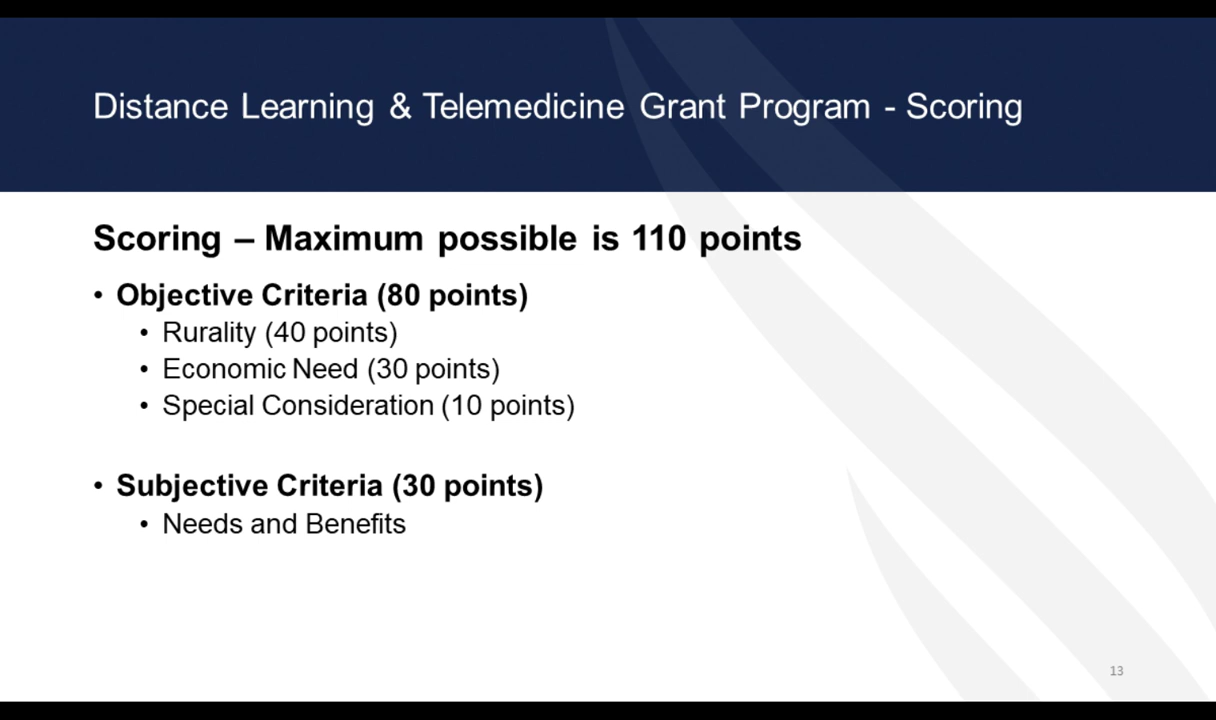 Distance Learning & Telemedicine Grant Program - Scoring
Scoring – Maximum possible is 110 points
• Objective Criteria (80 points)
• Rurality (40 points)
• Economic Need (30 points)
• Special Consideration (10 points)
• Subjective Criteria (30 points)
• Needs and Benefits
13